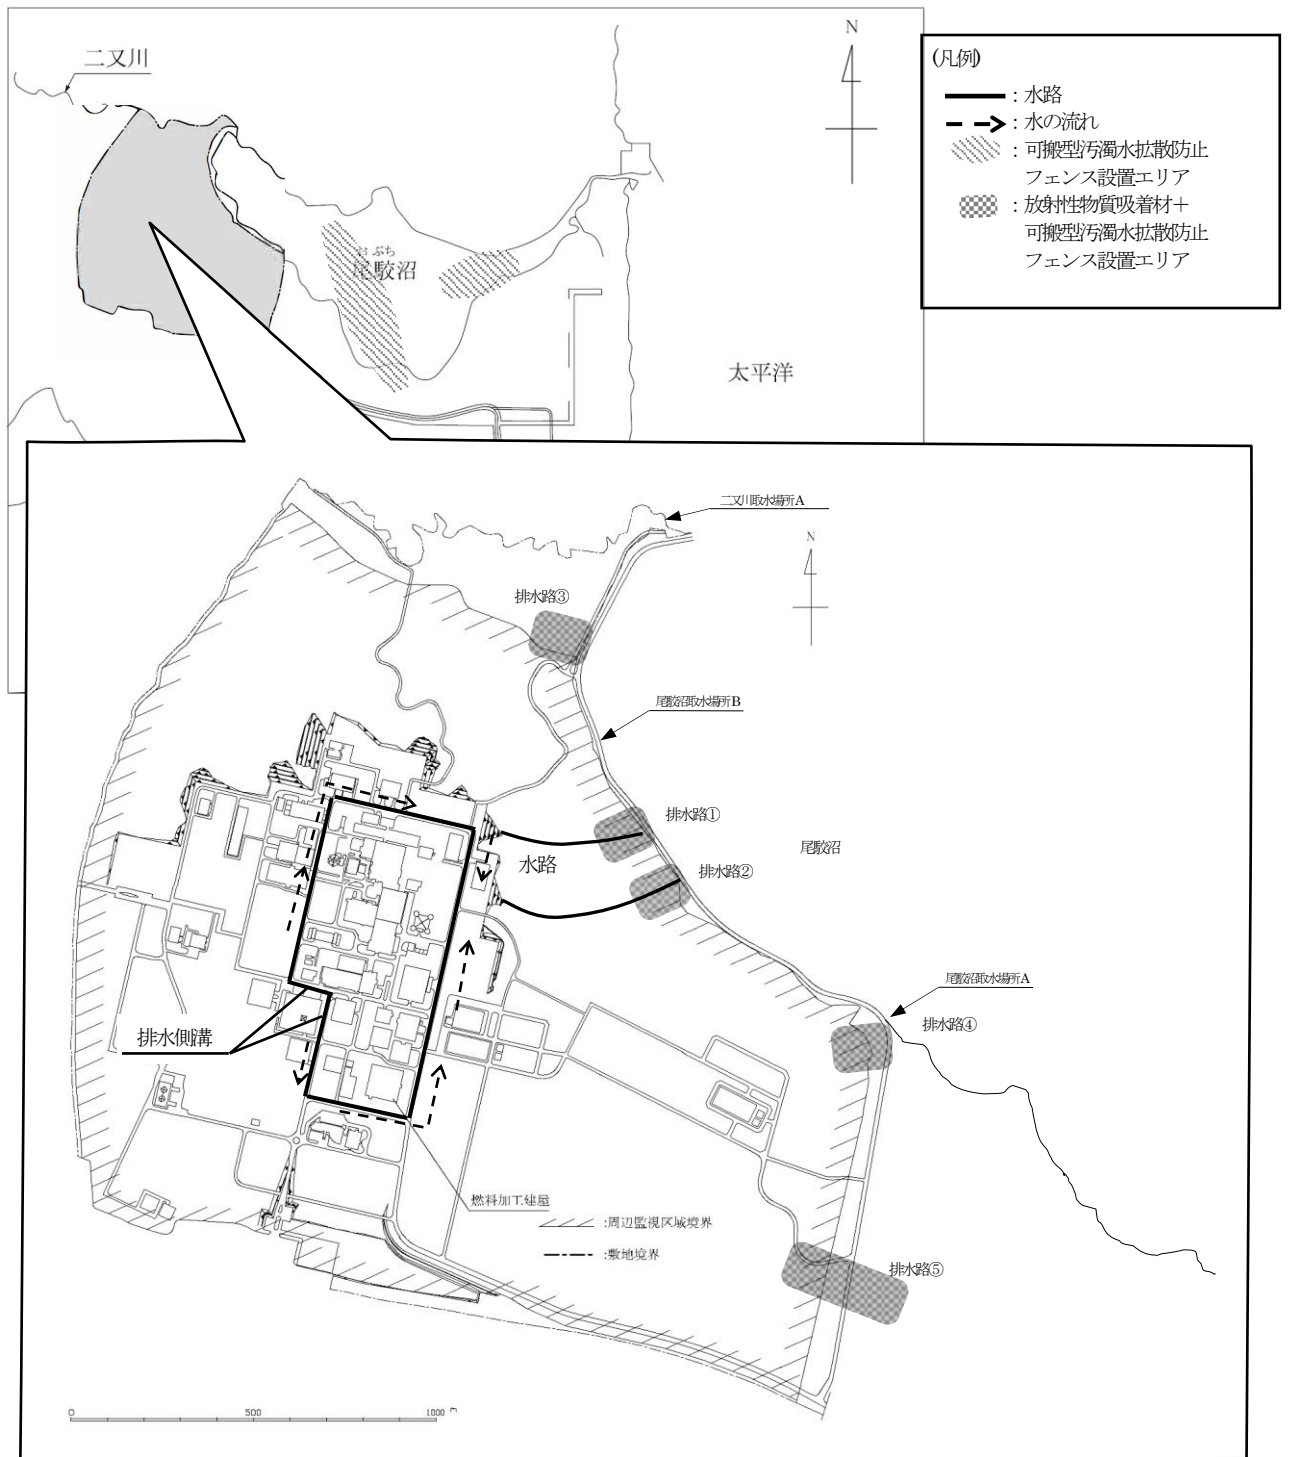 二又川
N
(凡例)
：水路
：水の流れ
：可搬型汚濁水拡散防止
フェンス設置エリア
：放射性物質吸着材＋
可搬型汚濁水拡散防止
フェンス設置エリア
おぶち
尾駮沼
太平洋
二又川取水場所A
N
排水路③
尾駮沼取水場所B
排水路①
尾駮沼
水路
排水路②
尾駮沼取水場所A
排水路④
排水側溝
燃料加工建屋
:周辺監視区域境界
:敷地境界
排水路⑤
0 500 1000 m